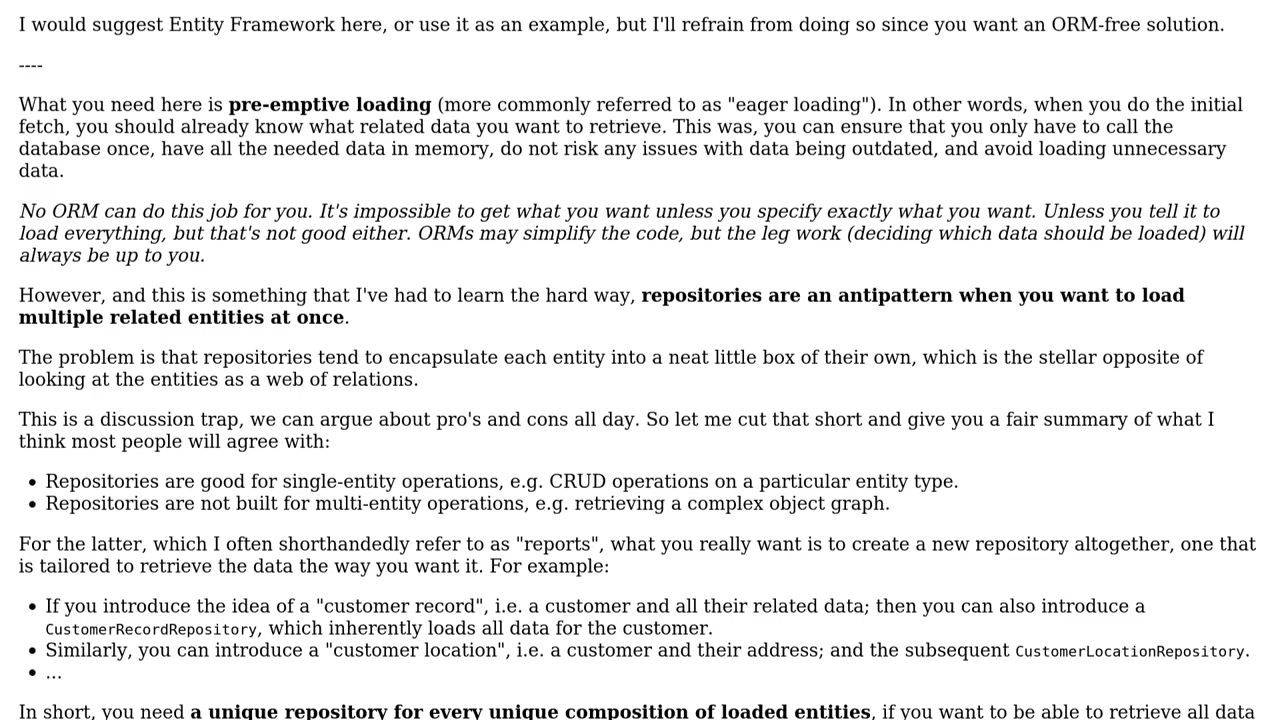 I would suggest Entity Framework here, or use it as an example, but I'll refrain from doing so since you want an ORM-free solution.
----
What you need here is pre-emptive loading (more commonly referred to as "eager loading"). In other words, when you do the initial
fetch, you should already know what related data you want to retrieve. This was, you can ensure that you only have to call the
database once, have all the needed data in memory, do not risk any issues with data being outdated, and avoid loading unnecessary
data.
No ORM can do this job for you. It's impossible to get what you want unless you specify exactly what you want. Unless you tell it to
load everything, but that's not good either. ORMs may simplify the code, but the leg work (deciding which data should be loaded) will
always be up to you.
However, and this is something that I've had to learn the hard way, repositories are an antipattern when you want to load
multiple related entities at once.
The problem is that repositories tend to encapsulate each entity into a neat little box of their own, which is the stellar opposite of
looking at the entities as a web of relations.
This is a discussion trap, we can argue about pro's and cons all day. So let me cut that short and give you a fair summary of what I
think most people will agree with:
• Repositories are good for single-entity operations, e.g. CRUD operations on a particular entity type.
• Repositories are not built for multi-entity operations, e.g. retrieving a complex object graph.
For the latter, which I often shorthandedly refer to as "reports", what you really want is to create a new repository altogether, one that
is tailored to retrieve the data the way you want it. For example:
• If you introduce the idea of a "customer record", i.e. a customer and all their related data; then you can also introduce a
CustomerRecordRepository, which inherently loads all data for the customer.
• Similarly, you can introduce a "customer location", i.e. a customer and their address; and the subsequent CustomerLocationRepository.
• ...
In short, you need a unique repository for every unique composition of loaded entities, if you want to be able to retrieve all data